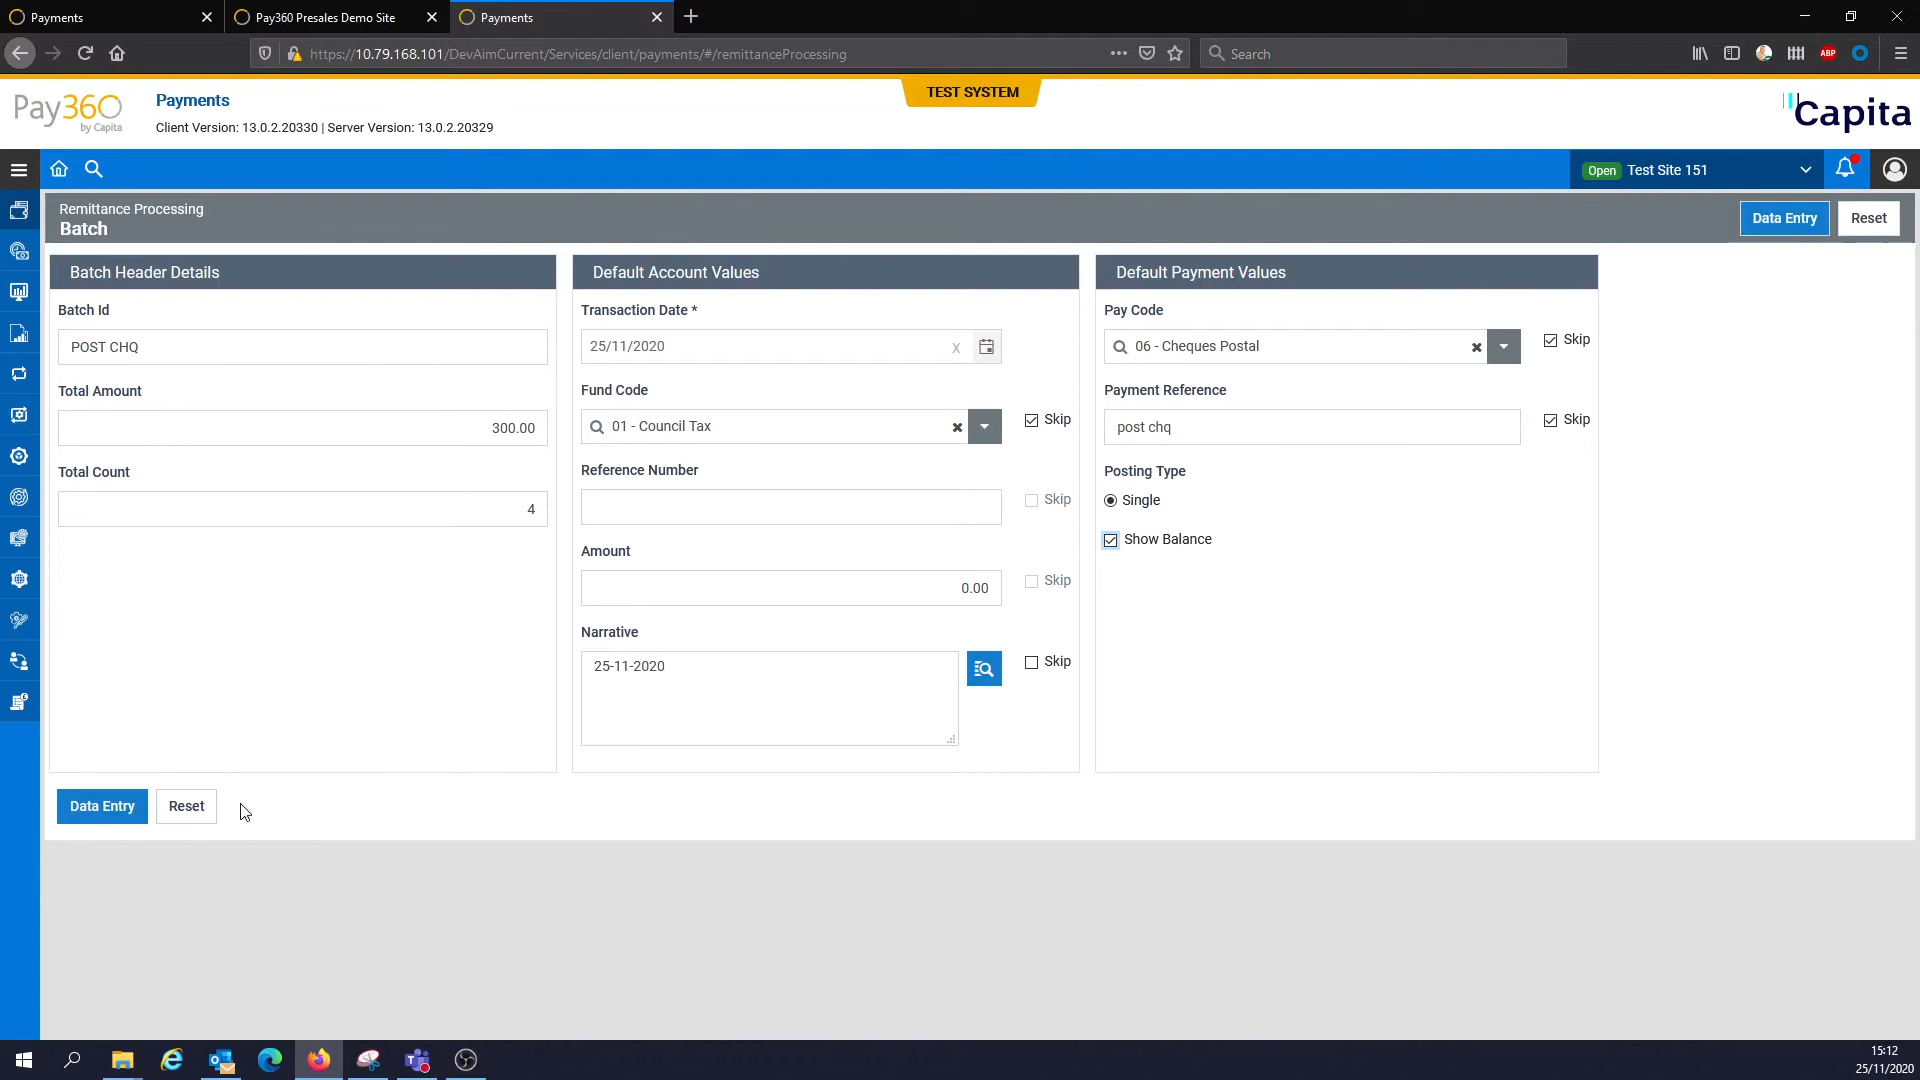 Payments
Pay360 Presales Demo Site
Payments
https://10.79.168.101/DevAimCurrent/Services/client/payments/#/remittanceProcessing
Search
ABP
Pay360
by Capita
Payments
Client Version: 13.0.2.20330 | Server Version: 13.0.2.20329
TEST SYSTEM
Capita
Open Test Site 151
Remittance Processing
Batch
Data Entry
Reset
Batch Header Details
Default Account Values
Default Payment Values
Batch Id
POST CHQ
Total Amount
300.00
Total Count
4
Transaction Date *
25/11/2020
x
Fund Code
01 - Council Tax
Skip
Reference Number
Skip
Amount
0.00
Skip
Narrative
25-11-2020
Skip
Pay Code
06 - Cheques Postal
Skip
Payment Reference
post chq
Skip
Posting Type
Single
Show Balance
Data Entry
Reset
15:12
25/11/2020